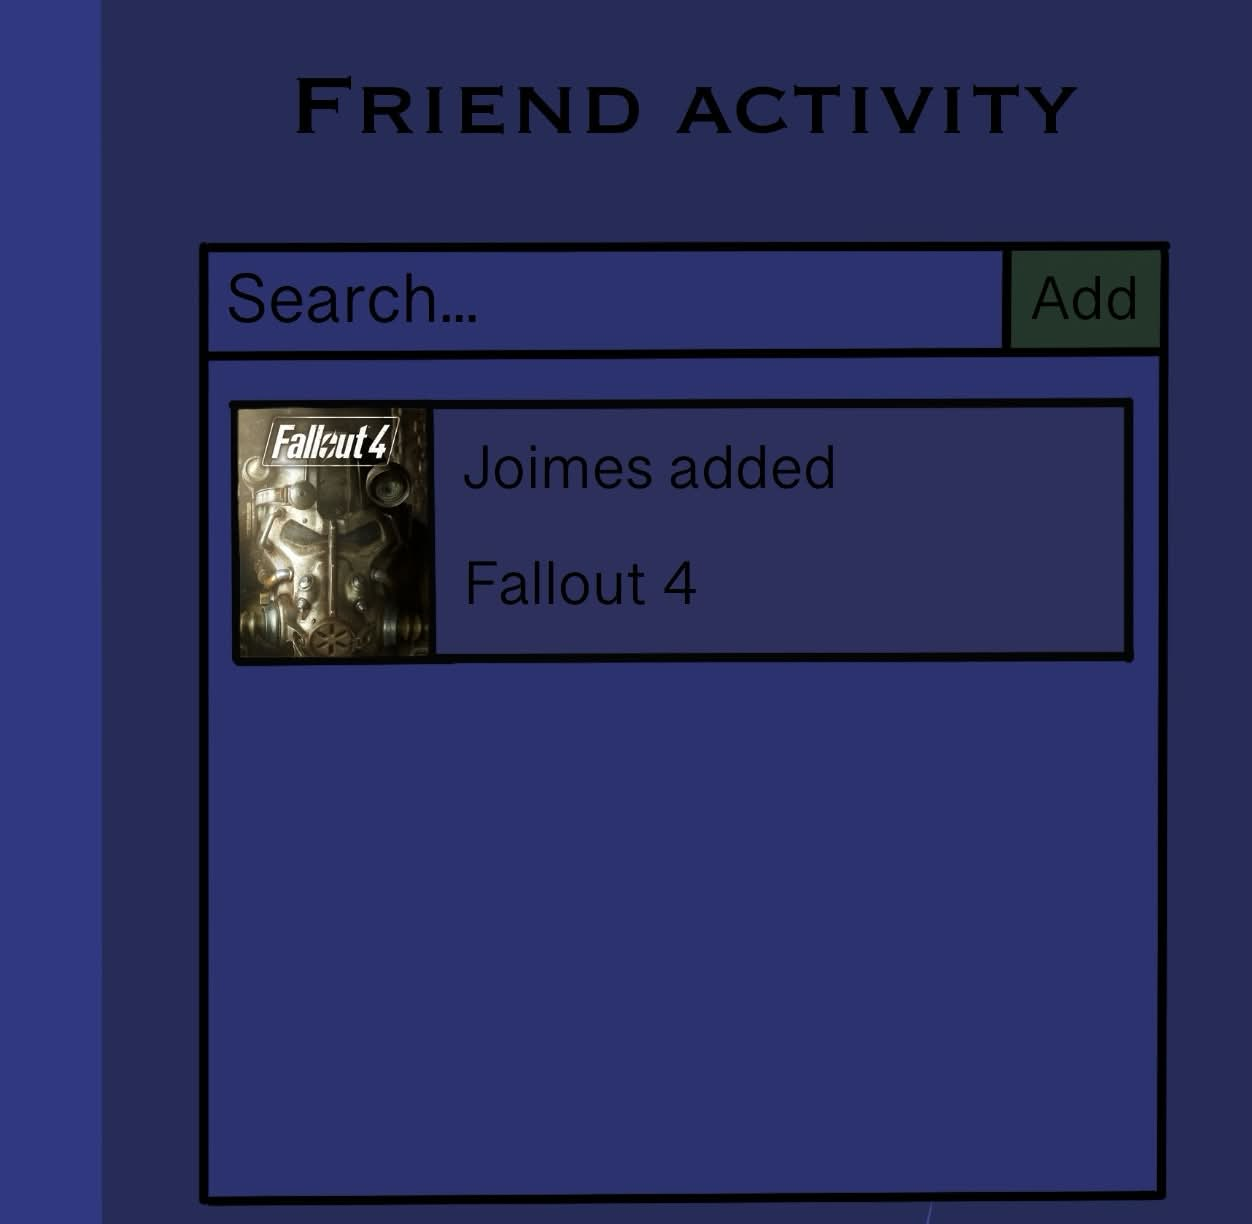 Friend activity
Search...
Add
Fallout 4
Joimes added
Fallout 4